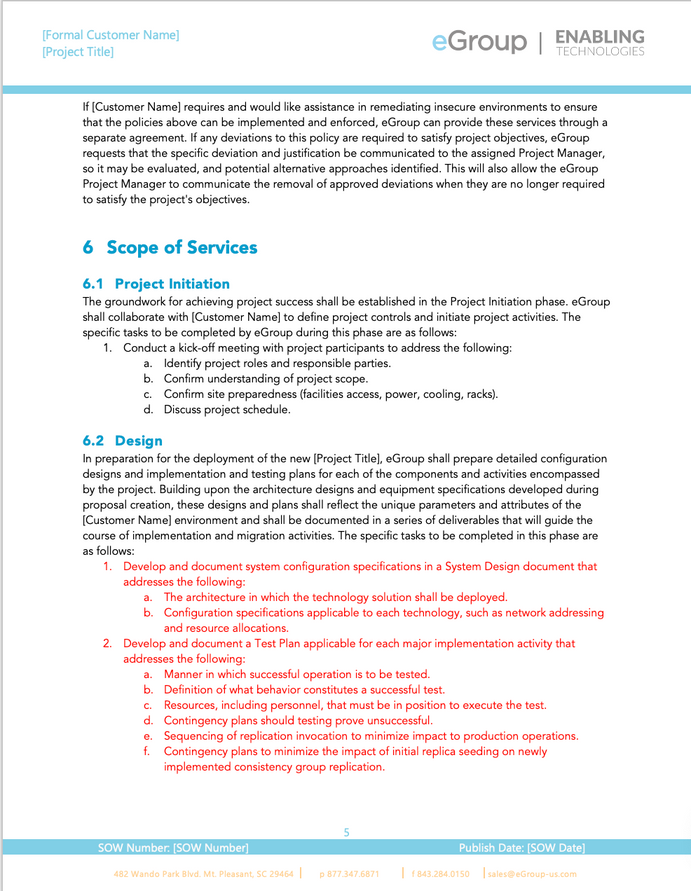 [Formal Customer Name]
[Project Title]
eGroup | ENABLING
TECHNOLOGIES
If [Customer Name] requires and would like assistance in remediating insecure environments to ensure
that the policies above can be implemented and enforced, eGroup can provide these services through a
separate agreement. If any deviations to this policy are required to satisfy project objectives, eGroup
requests that the specific deviation and justification be communicated to the assigned Project Manager,
so it may be evaluated, and potential alternative approaches identified. This will also allow the eGroup
Project Manager to communicate the removal of approved deviations when they are no longer required
to satisfy the project's objectives.
6 Scope of Services
6.1 Project Initiation
The groundwork for achieving project success shall be established in the Project Initiation phase. eGroup
shall collaborate with [Customer Name] to define project controls and initiate project activities. The
specific tasks to be completed by eGroup during this phase are as follows:
1. Conduct a kick-off meeting with project participants to address the following:
a. Identify project roles and responsible parties.
b. Confirm understanding of project scope.
c. Confirm site preparedness (facilities access, power, cooling, racks).
d. Discuss project schedule.
6.2 Design
In preparation for the deployment of the new [Project Title], eGroup shall prepare detailed configuration
designs and implementation and testing plans for each of the components and activities encompassed
by the project. Building upon the architecture designs and equipment specifications developed during
proposal creation, these designs and plans shall reflect the unique parameters and attributes of the
[Customer Name] environment and shall be documented in a series of deliverables that will guide the
course of implementation and migration activities. The specific tasks to be completed in this phase are
as follows:
1. Develop and document system configuration specifications in a System Design document that
addresses the following:
a. The architecture in which the technology solution shall be deployed.
b. Configuration specifications applicable to each technology, such as network addressing
and resource allocations.
2. Develop and document a Test Plan applicable for each major implementation activity that
addresses the following:
a. Manner in which successful operation is to be tested.
b. Definition of what behavior constitutes a successful test.
c. Resources, including personnel, that must be in position to execute the test.
d. Contingency plans should testing prove unsuccessful.
e. Sequencing of replication invocation to minimize impact to production operations.
f. Contingency plans to minimize the impact of initial replica seeding on newly
implemented consistency group replication.
5
SOW Number: [SOW Number] Publish Date: [SOW Date]
482 Wando Park Blvd. Mt. Pleasant, SC 29464 | p 877.347.6871 | f 843.284.0150 | sales@eGroup-us.com